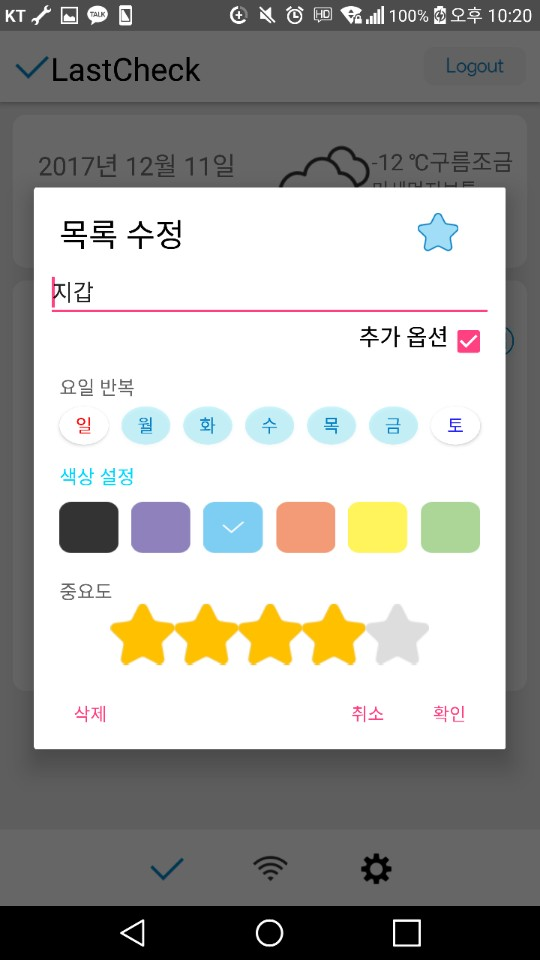 KT TALK HD 100% 오후 10:20
LastCheck Logout
2017년 12월 11일 -12 ℃구름조금
목록 수정
지갑
추가 옵션
요일 반복
일 월 화 수 목 금 토
색상 설정
중요도
삭제 취소 확인